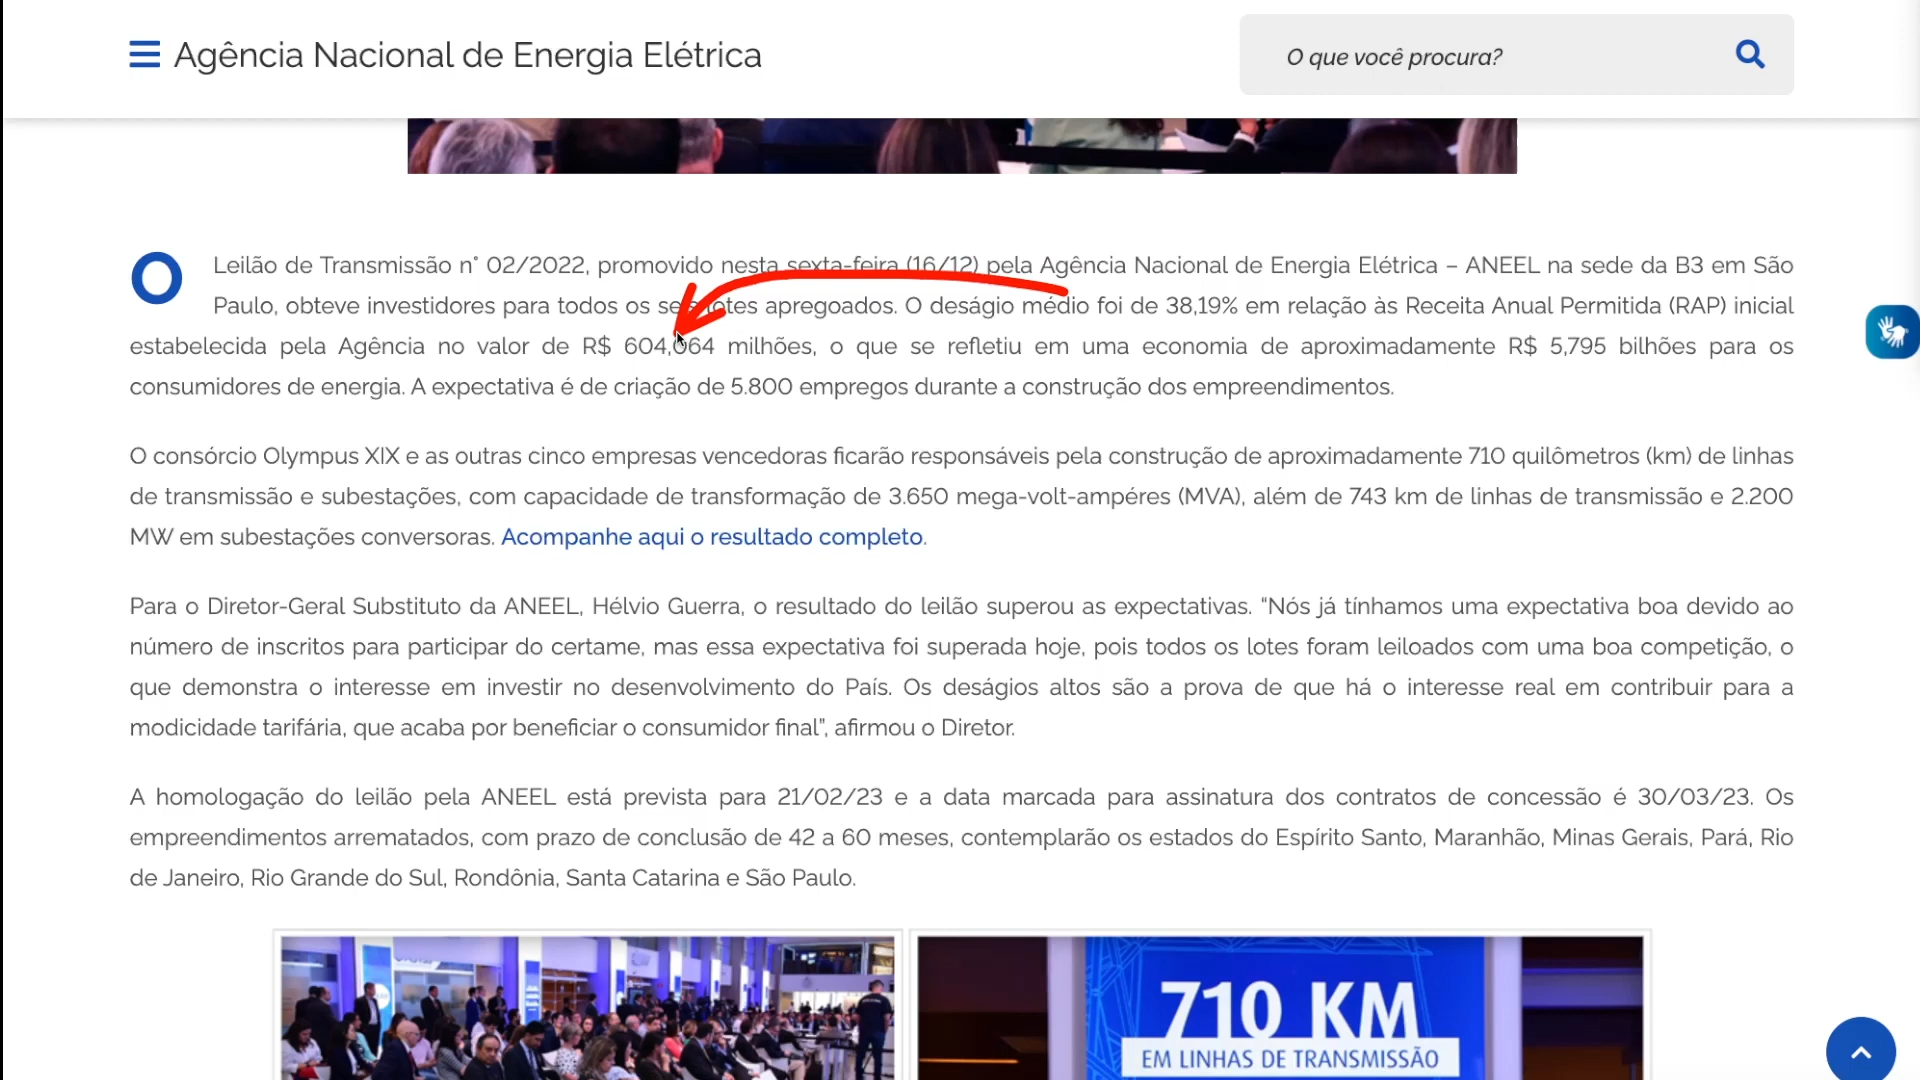 Agência Nacional de Energia Elétrica
O que você procura?
O Leilão de Transmissão n° 02/2022, promovido nesta sexta-feira (16/12) pela Agência Nacional de Energia Elétrica – ANEEL na sede da B3 em São
Paulo, obteve investidores para todos os seis lotes apregoados. O deságio médio foi de 38,19% em relação às Receita Anual Permitida (RAP) inicial
estabelecida pela Agência no valor de R$ 604,064 milhões, o que se refletiu em uma economia de aproximadamente R$ 5,795 bilhões para os
consumidores de energia. A expectativa é de criação de 5.800 empregos durante a construção dos empreendimentos.
O consórcio Olympus XIX e as outras cinco empresas vencedoras ficarão responsáveis pela construção de aproximadamente 710 quilômetros (km) de linhas
de transmissão e subestações, com capacidade de transformação de 3.650 mega-volt-ampéres (MVA), além de 743 km de linhas de transmissão e 2.200
MW em subestações conversoras. Acompanhe aqui o resultado completo.
Para o Diretor-Geral Substituto da ANEEL, Hélvio Guerra, o resultado do leilão superou as expectativas. “Nós já tínhamos uma expectativa boa devido ao
número de inscritos para participar do certame, mas essa expectativa foi superada hoje, pois todos os lotes foram leiloados com uma boa competição, o
que demonstra o interesse em investir no desenvolvimento do País. Os deságios altos são a prova de que há o interesse real em contribuir para a
modicidade tarifária, que acaba por beneficiar o consumidor final”, afirmou o Diretor.
A homologação do leilão pela ANEEL está prevista para 21/02/23 e a data marcada para assinatura dos contratos de concessão é 30/03/23. Os
empreendimentos arrematados, com prazo de conclusão de 42 a 60 meses, contemplarão os estados do Espírito Santo, Maranhão, Minas Gerais, Pará, Rio
de Janeiro, Rio Grande do Sul, Rondônia, Santa Catarina e São Paulo.
710 KM
EM LINHAS DE TRANSMISSÃO